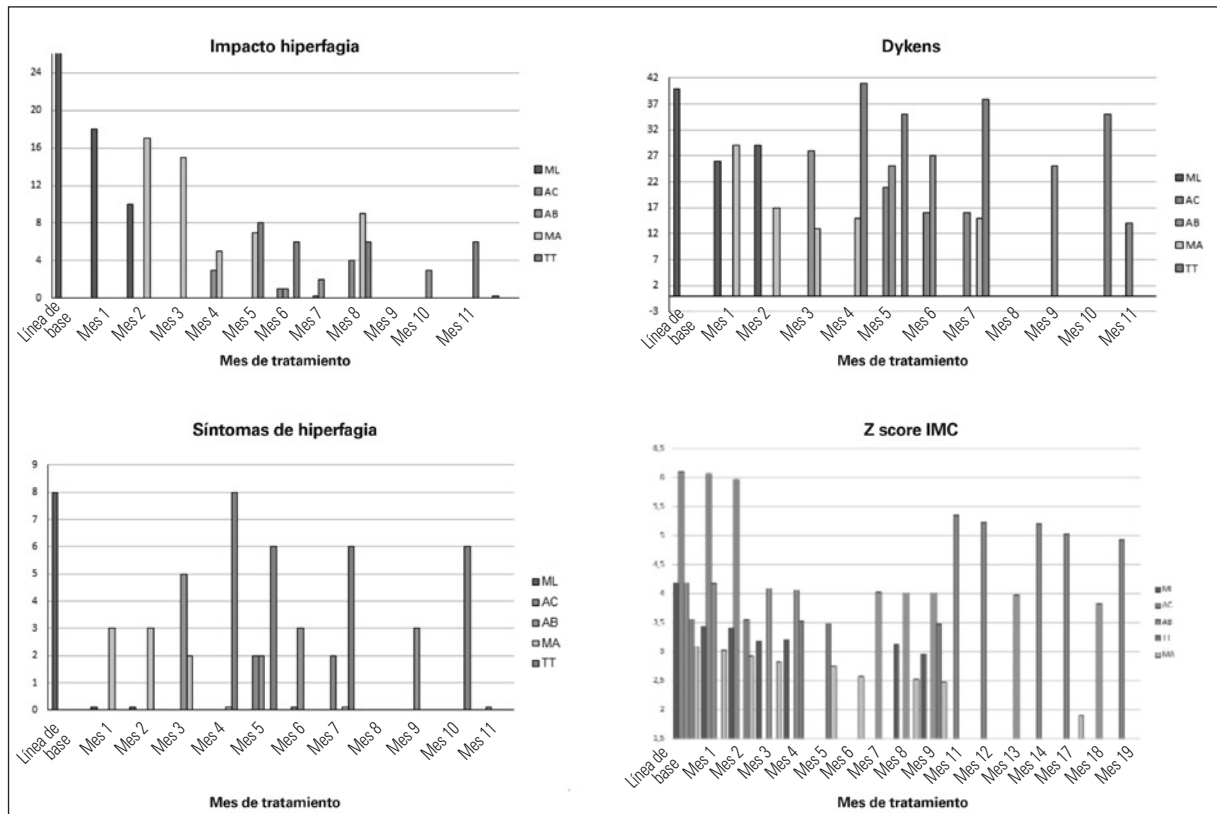 Impacto hiperfagia
24
20
16
12
8
4
0
Línea de base
Mes 1
Mes 2
Mes 3
Mes 4
Mes 5
Mes 6
Mes 7
Mes 8
Mes 9
Mes 10
Mes 11
Mes de tratamiento
ML
AC
AB
MA
TT
Dykens
42
37
32
27
22
17
12
7
2
-3
Línea de base
Mes 1
Mes 2
Mes 3
Mes 4
Mes 5
Mes 6
Mes 7
Mes 8
Mes 9
Mes 10
Mes 11
Mes de tratamiento
ML
AC
AB
MA
TT
Síntomas de hiperfagia
9
8
7
6
5
4
3
2
1
0
Línea de base
Mes 1
Mes 2
Mes 3
Mes 4
Mes 5
Mes 6
Mes 7
Mes 8
Mes 9
Mes 10
Mes 11
Mes de tratamiento
ML
AC
AB
MA
TT
Z score IMC
6,5
6
5,5
5
4,5
4
3,5
3
2,5
2
1,5
Línea de base
Mes 1
Mes 2
Mes 3
Mes 4
Mes 5
Mes 6
Mes 7
Mes 8
Mes 9
Mes 11
Mes 12
Mes 13
Mes 14
Mes 17
Mes 18
Mes 19
Mes de tratamiento
ML
AC
AB
TT
MA